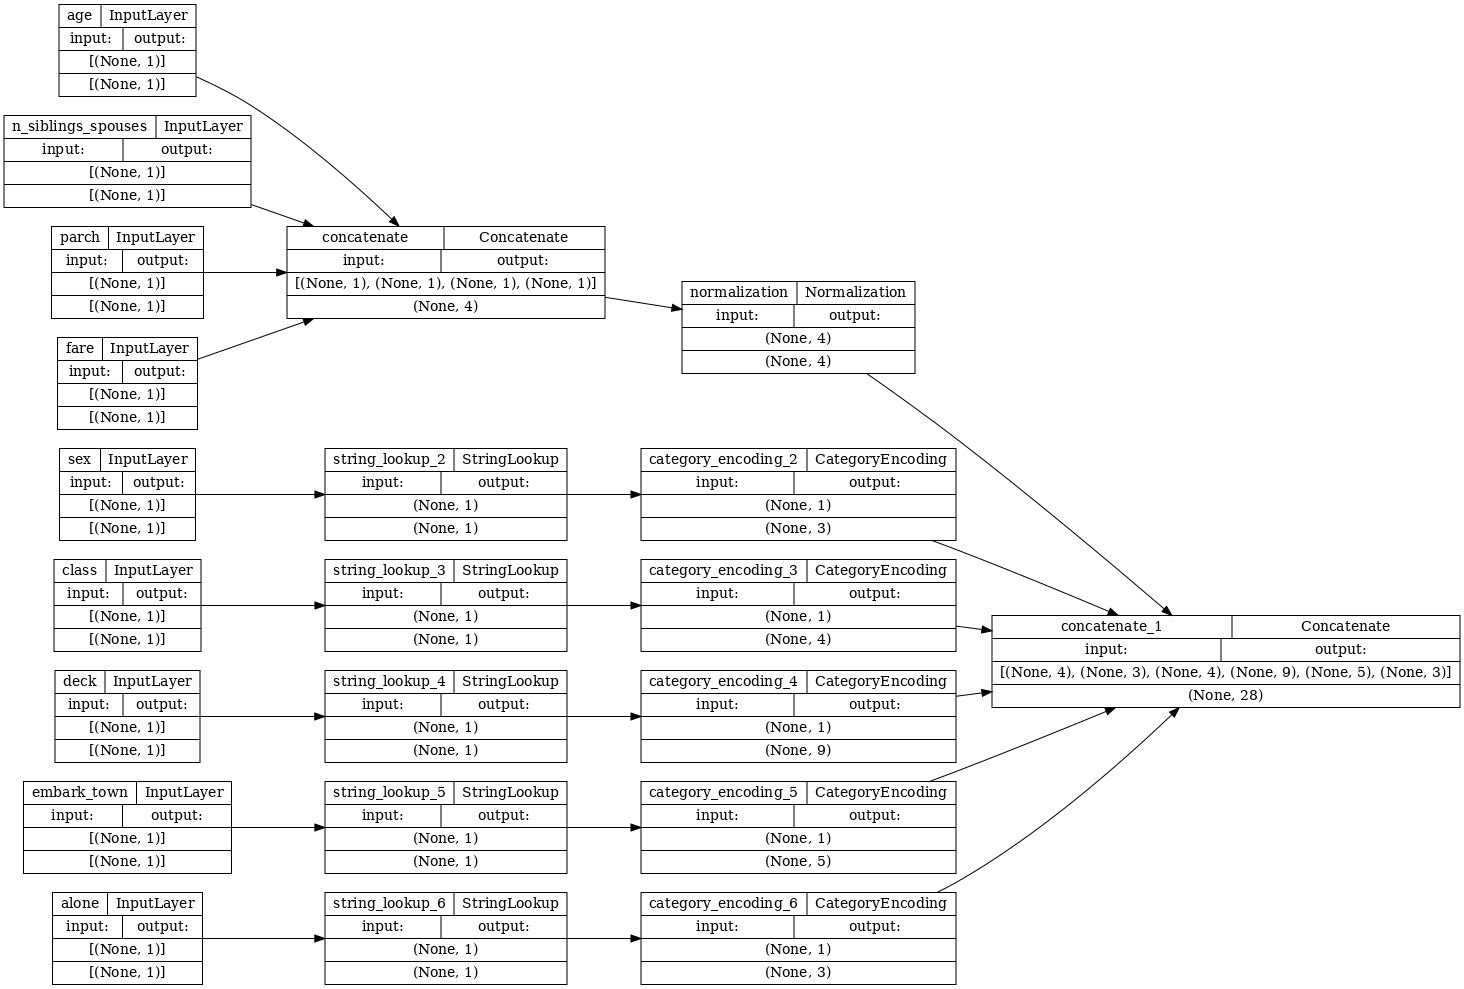 age InputLayer
input: output:
[(None, 1)]
[(None, 1)]
n_siblings_spouses InputLayer
input: output:
[(None, 1)]
[(None, 1)]
parch InputLayer
input: output:
[(None, 1)]
[(None, 1)]
fare InputLayer
input: output:
[(None, 1)]
[(None, 1)]
concatenate Concatenate
input: output:
[(None, 1), (None, 1), (None, 1), (None, 1)]
(None, 4)
normalization Normalization
input: output:
(None, 4)
(None, 4)
sex InputLayer
input: output:
[(None, 1)]
[(None, 1)]
string_lookup_2 StringLookup
input: output:
(None, 1)
(None, 1)
category_encoding_2 CategoryEncoding
input: output:
(None, 1)
(None, 3)
class InputLayer
input: output:
[(None, 1)]
[(None, 1)]
string_lookup_3 StringLookup
input: output:
(None, 1)
(None, 1)
category_encoding_3 CategoryEncoding
input: output:
(None, 1)
(None, 4)
deck InputLayer
input: output:
[(None, 1)]
[(None, 1)]
string_lookup_4 StringLookup
input: output:
(None, 1)
(None, 1)
category_encoding_4 CategoryEncoding
input: output:
(None, 1)
(None, 9)
embark_town InputLayer
input: output:
[(None, 1)]
[(None, 1)]
string_lookup_5 StringLookup
input: output:
(None, 1)
(None, 1)
category_encoding_5 CategoryEncoding
input: output:
(None, 1)
(None, 5)
alone InputLayer
input: output:
[(None, 1)]
[(None, 1)]
string_lookup_6 StringLookup
input: output:
(None, 1)
(None, 1)
category_encoding_6 CategoryEncoding
input: output:
(None, 1)
(None, 3)
concatenate_1 Concatenate
input: output:
[(None, 4), (None, 3), (None, 4), (None, 9), (None, 5), (None, 3)]
(None, 28)